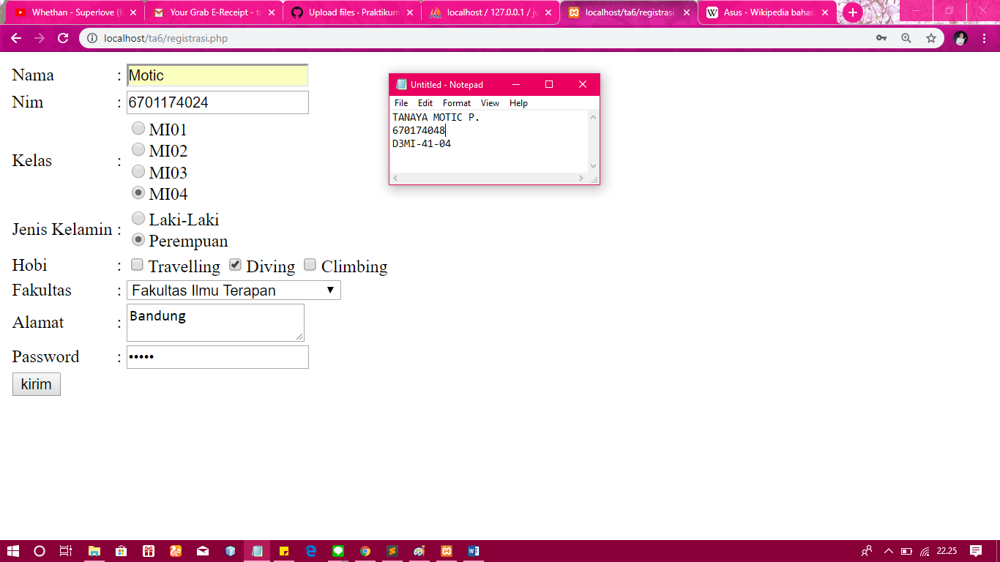 Whethan - Superlove (f
Your Grab E-Receipt - ta
Upload files · Praktikum
localhost / 127.0.0.1 / ju
localhost/ta6/registrasi.
Asus - Wikipedia bahas
localhost/ta6/registrasi.php
Nama : Motic
Nim : 6701174024
Kelas :
MI01
MI02
MI03
MI04
Jenis Kelamin :
Laki-Laki
Perempuan
Hobi : Travelling Diving Climbing
Fakultas : Fakultas Ilmu Terapan
Alamat : Bandung
Password : •••••
kirim
Untitled - Notepad
File Edit Format View Help
TANAYA MOTIC P.
670174048
D3MI-41-04
22.25